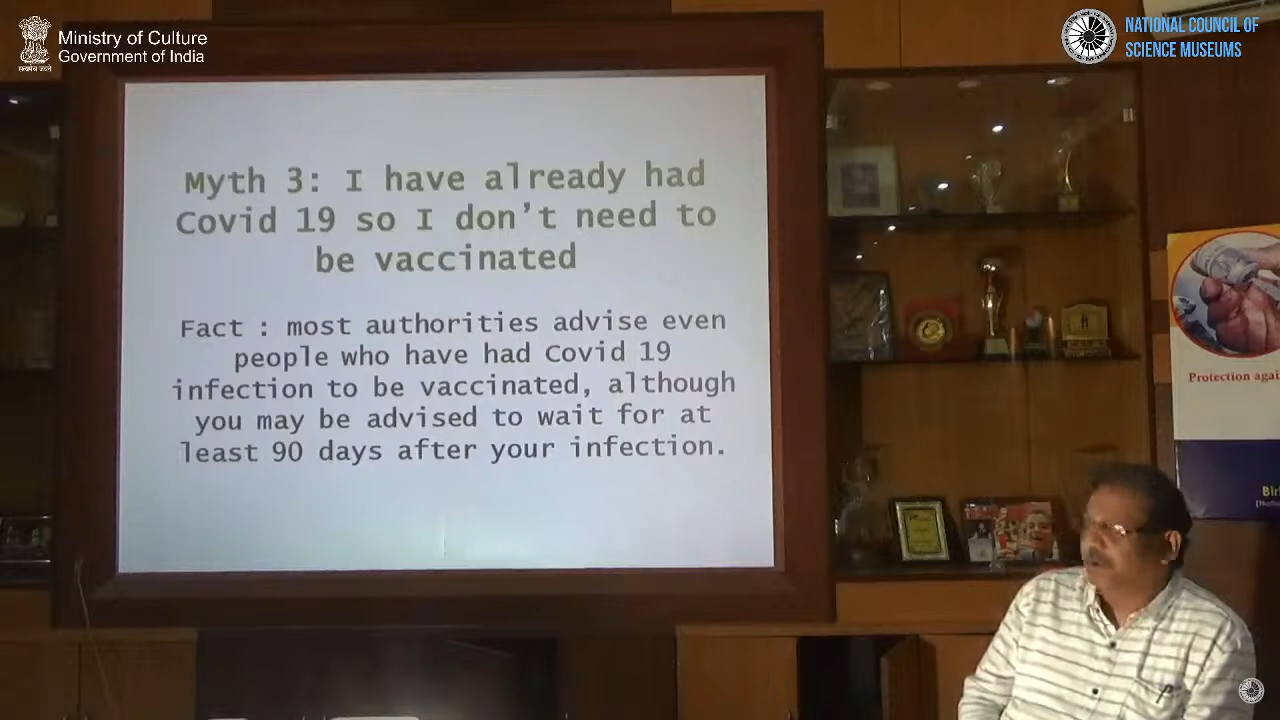 Ministry of Culture
Government of India
NATIONAL COUNCIL OF
SCIENCE MUSEUMS
Myth 3: I have already had
Covid 19 so I don't need to
be vaccinated
Fact : most authorities advise even
people who have had Covid 19
infection to be vaccinated, although
you may be advised to wait for at
least 90 days after your infection.
Protection agai
Bir